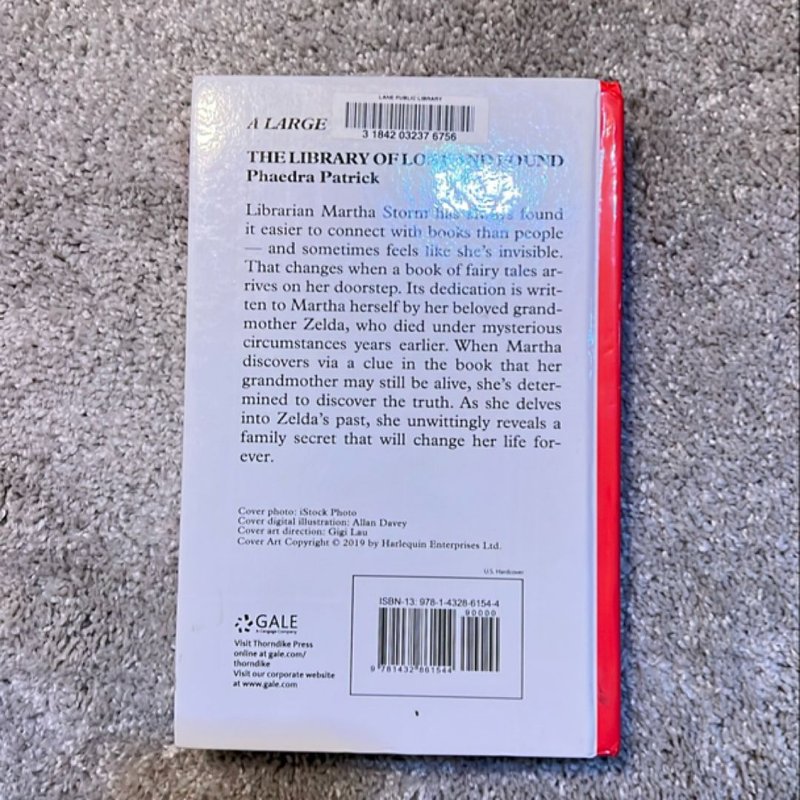 LANE PUBLIC LIBRARY
A LARGE
3 1842 03237 6756
THE LIBRARY OF LOST AND FOUND
Phaedra Patrick
Librarian Martha Storm has always found
it easier to connect with books than people
— and sometimes feels like she's invisible.
That changes when a book of fairy tales ar-
rives on her doorstep. Its dedication is writ-
ten to Martha herself by her beloved grand-
mother Zelda, who died under mysterious
circumstances years earlier. When Martha
discovers via a clue in the book that her
grandmother may still be alive, she's deter-
mined to discover the truth. As she delves
into Zelda's past, she unwittingly reveals a
family secret that will change her life for-
ever.
Cover photo: iStock Photo
Cover digital illustration: Allan Davey
Cover art direction: Gigi Lau
Cover Art Copyright © 2019 by Harlequin Enterprises Ltd.
U.S. Hardcover
ISBN-13: 978-1-4328-6154-4
90000
9 781432 861544
GALE
A Cengage Company
Visit Thorndike Press
online at gale.com/
thorndike
Visit our corporate website
at www.gale.com